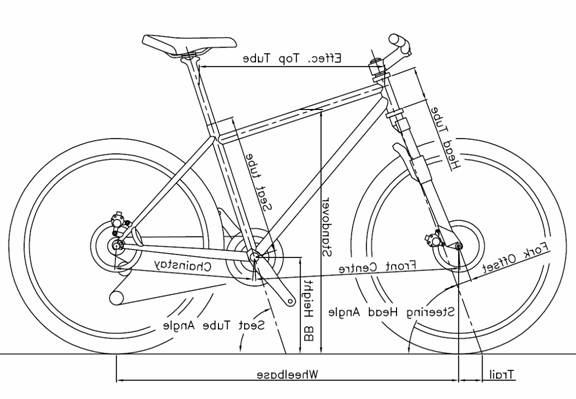 Effec. Top Tube
Head Tube
Seat tube
Standover
Fork Offset
Chainstay
Front Centre
BB Height
Seat Tube Angle
Steering Head Angle
Wheelbase
Trail